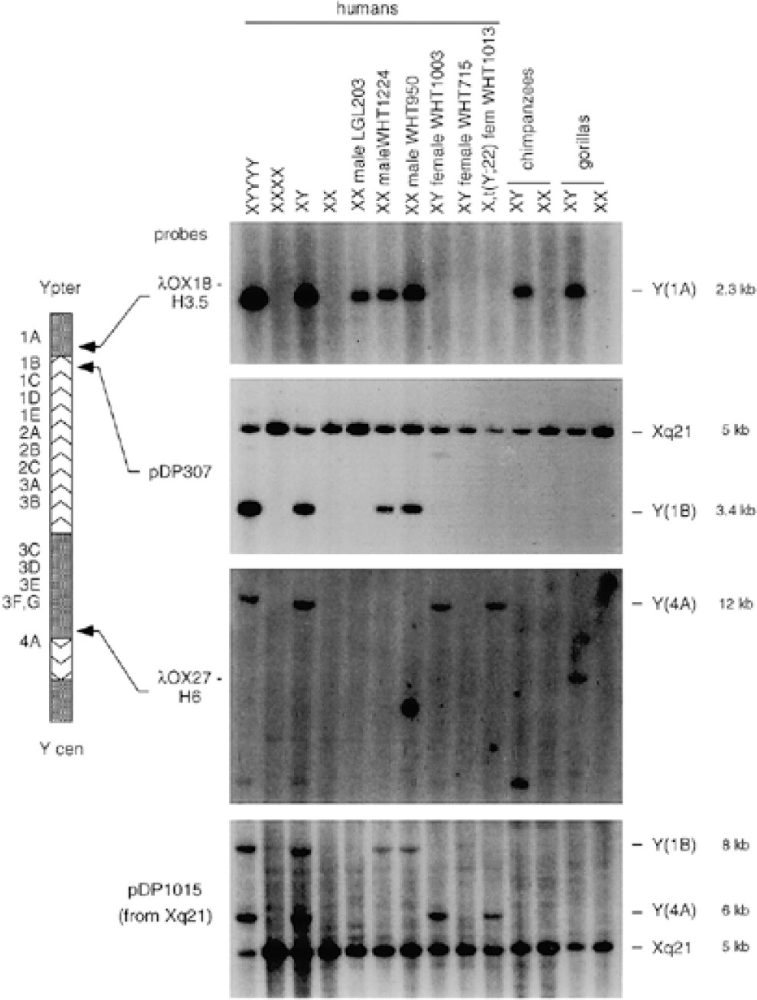 humans
XYYYY
XXXX
XY
XX
XX male LGL203
XX maleWHT1224
XX male WHT950
XY female WHT1003
XY female WHT715
X,t(Y;22) fem WHT1013
chimpanzees
XY
XX
gorillas
XY
XX
probes
λOX18 -
H3.5
– Y(1A) 2.3 kb
Ypter
1A
1B
1C
1D
1E
2A
2B
2C
3A
3B
3C
3D
3E
3F,G
4A
Y cen
pDP307
– Xq21 5 kb
– Y(1B) 3.4 kb
λOX27 -
H6
– Y(4A) 12 kb
pDP1015
(from Xq21)
– Y(1B) 8 kb
– Y(4A) 6 kb
– Xq21 5 kb